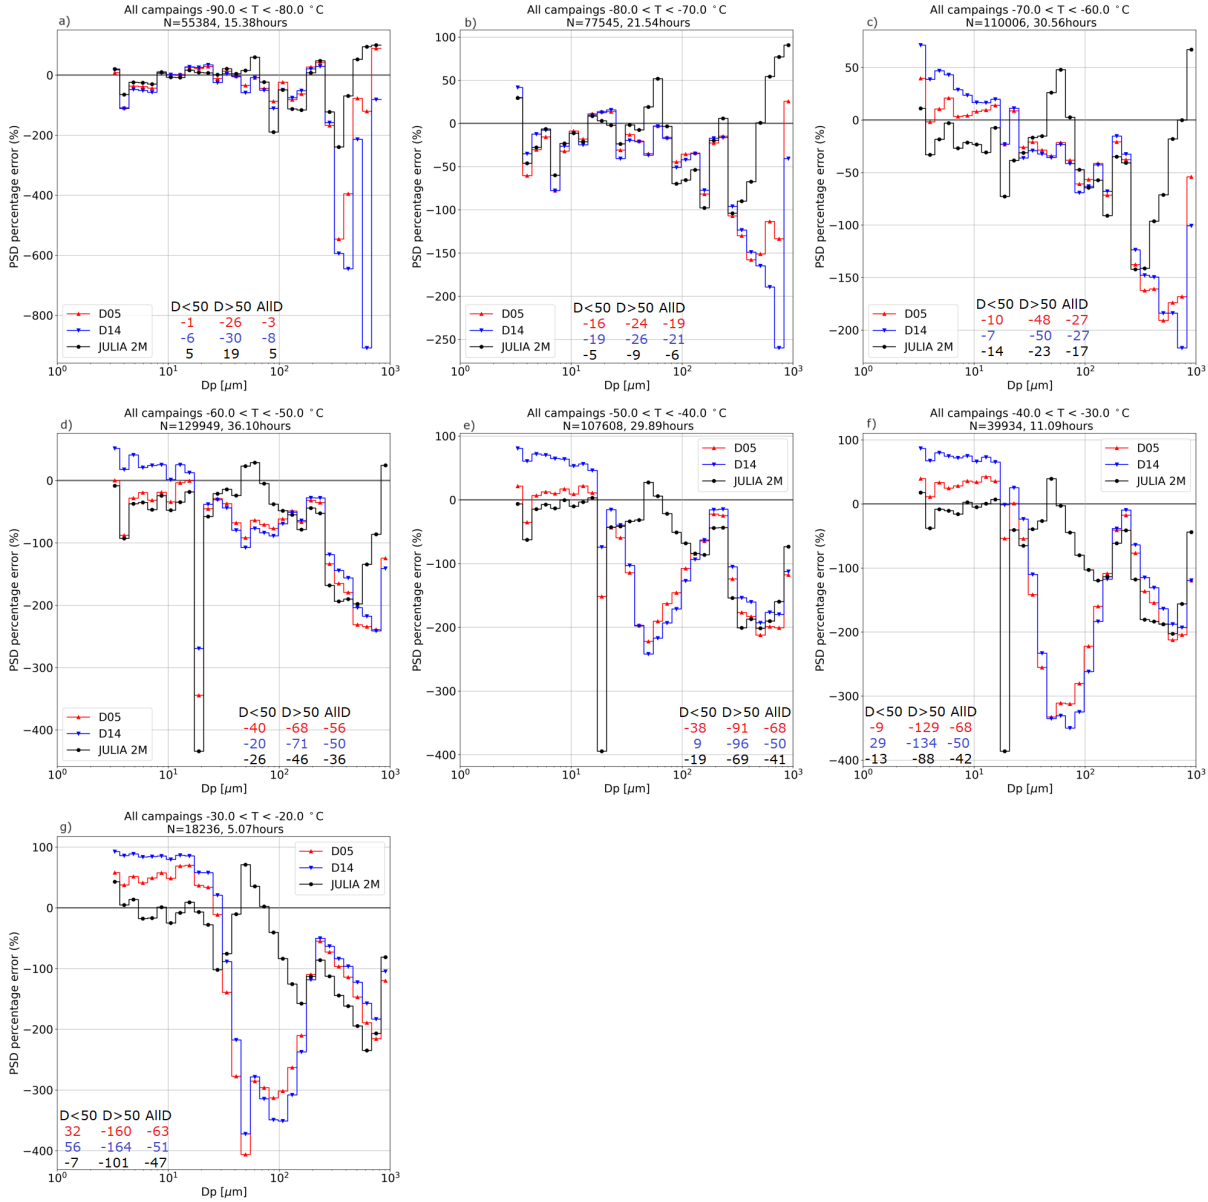 a)
All campaings -90.0 < T < -80.0 °C
N=55384, 15.38hours
PSD percentage error (%)
0
−200
−400
−600
−800
D05
D14
JULIA 2M
D<50 D>50 AllD
-1 -26 -3
-6 -30 -8
5 19 5
10^0 10^1 10^2 10^3
Dp [μm]
b)
All campaings -80.0 < T < -70.0 °C
N=77545, 21.54hours
PSD percentage error (%)
100
50
0
−50
−100
−150
−200
−250
D05
D14
JULIA 2M
D<50 D>50 AllD
-16 -24 -19
-19 -26 -21
-5 -9 -6
10^0 10^1 10^2 10^3
Dp [μm]
c)
All campaings -70.0 < T < -60.0 °C
N=110006, 30.56hours
PSD percentage error (%)
50
0
−50
−100
−150
−200
D05
D14
JULIA 2M
D<50 D>50 AllD
-10 -48 -27
-7 -50 -27
-14 -23 -17
10^0 10^1 10^2 10^3
Dp [μm]
d)
All campaings -60.0 < T < -50.0 °C
N=129949, 36.10hours
PSD percentage error (%)
0
−100
−200
−300
−400
D05
D14
JULIA 2M
D<50 D>50 AllD
-40 -68 -56
-20 -71 -50
-26 -46 -36
10^0 10^1 10^2 10^3
Dp [μm]
e)
All campaings -50.0 < T < -40.0 °C
N=107608, 29.89hours
PSD percentage error (%)
100
0
−100
−200
−300
−400
D05
D14
JULIA 2M
D<50 D>50 AllD
-38 -91 -68
9 -96 -50
-19 -69 -41
10^0 10^1 10^2 10^3
Dp [μm]
f)
All campaings -40.0 < T < -30.0 °C
N=39934, 11.09hours
PSD percentage error (%)
100
0
−100
−200
−300
−400
D05
D14
JULIA 2M
D<50 D>50 AllD
-9 -129 -68
29 -134 -50
-13 -88 -42
10^0 10^1 10^2 10^3
Dp [μm]
g)
All campaings -30.0 < T < -20.0 °C
N=18236, 5.07hours
PSD percentage error (%)
100
0
−100
−200
−300
−400
D05
D14
JULIA 2M
D<50 D>50 AllD
32 -160 -63
56 -164 -51
-7 -101 -47
10^0 10^1 10^2 10^3
Dp [μm]